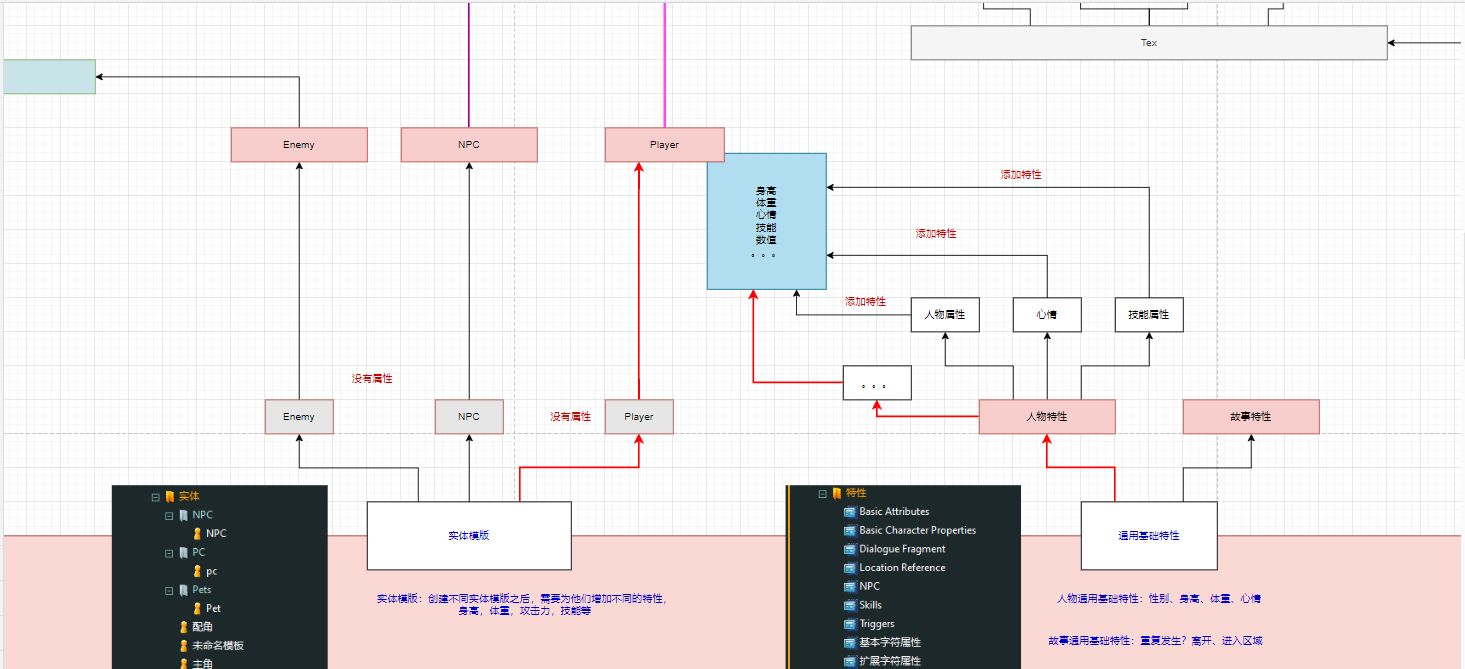 Tex
Enemy
NPC
Player
身高
体重
心情
技能
数值
。。。
添加特性
添加特性
添加特性
人物属性
心情
技能属性
没有属性
。。。
Enemy
NPC
没有属性
Player
人物特性
故事特性
实体
NPC
NPC
PC
pc
Pets
Pet
配角
未命名模板
主角
实体模版
实体模版：创建不同实体模版之后，需要为他们增加不同的特性，
身高，体重，攻击力，技能等
特性
Basic Attributes
Basic Character Properties
Dialogue Fragment
Location Reference
NPC
Skills
Triggers
基本字符属性
扩展字符属性
通用基础特性
人物通用基础特性：性别、身高、体重、心情
故事通用基础特性：重复发生？离开、进入区域